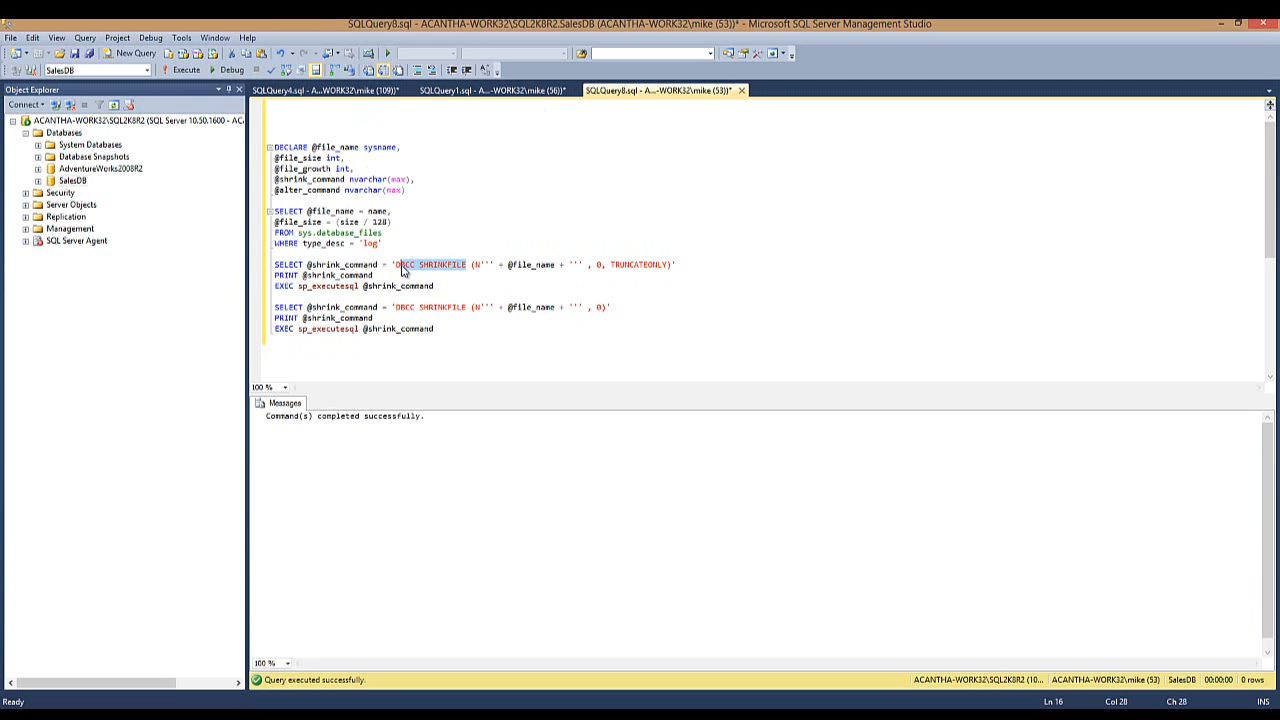 SQLQuery8.sql - ACANTHA-WORK32\SQL2K8R2.SalesDB (ACANTHA-WORK32\mike (53))* - Microsoft SQL Server Management Studio
File Edit View Query Project Debug Tools Window Help
New Query
SalesDB Execute Debug
Object Explorer
SQLQuery4.sql - A...WORK32\mike (109))* SQLQuery1.sql - A...-WORK32\mike (56))* SQLQuery8.sql - A...-WORK32\mike (53))*
Connect
ACANTHA-WORK32\SQL2K8R2 (SQL Server 10.50.1600 - AC
Databases
System Databases
Database Snapshots
AdventureWorks2008R2
SalesDB
Security
Server Objects
Replication
Management
SQL Server Agent
DECLARE @file_name sysname,
@file_size int,
@file_growth int,
@shrink_command nvarchar(max),
@alter_command nvarchar(max)
SELECT @file_name = name,
@file_size = (size / 128)
FROM sys.database_files
WHERE type_desc = 'log'
SELECT @shrink_command = 'DBCC SHRINKFILE (N''' + @file_name + ''' , 0, TRUNCATEONLY)'
PRINT @shrink_command
EXEC sp_executesql @shrink_command
SELECT @shrink_command = 'DBCC SHRINKFILE (N''' + @file_name + ''' , 0)'
PRINT @shrink_command
EXEC sp_executesql @shrink_command
100 %
Messages
Command(s) completed successfully.
100 %
Query executed successfully. ACANTHA-WORK32\SQL2K8R2 (10... ACANTHA-WORK32\mike (53) SalesDB 00:00:00 0 rows
Ready Ln 16 Col 28 Ch 28 INS